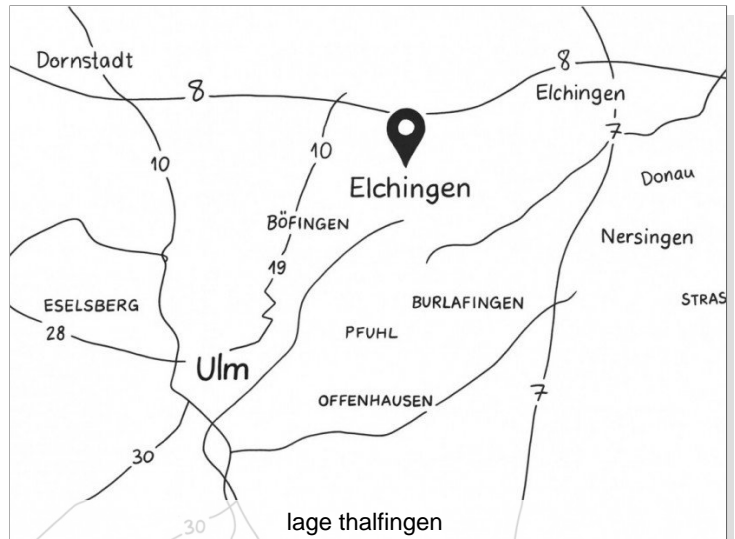 Dornstadt
8
8
Elchingen
10
10
7
Donau
Elchingen
BÖFINGEN
Nersingen
19
ESELSBERG
BURLAFINGEN
STRAS
28
PFUHL
Ulm
OFFENHAUSEN
7
30
30
lage thalfingen